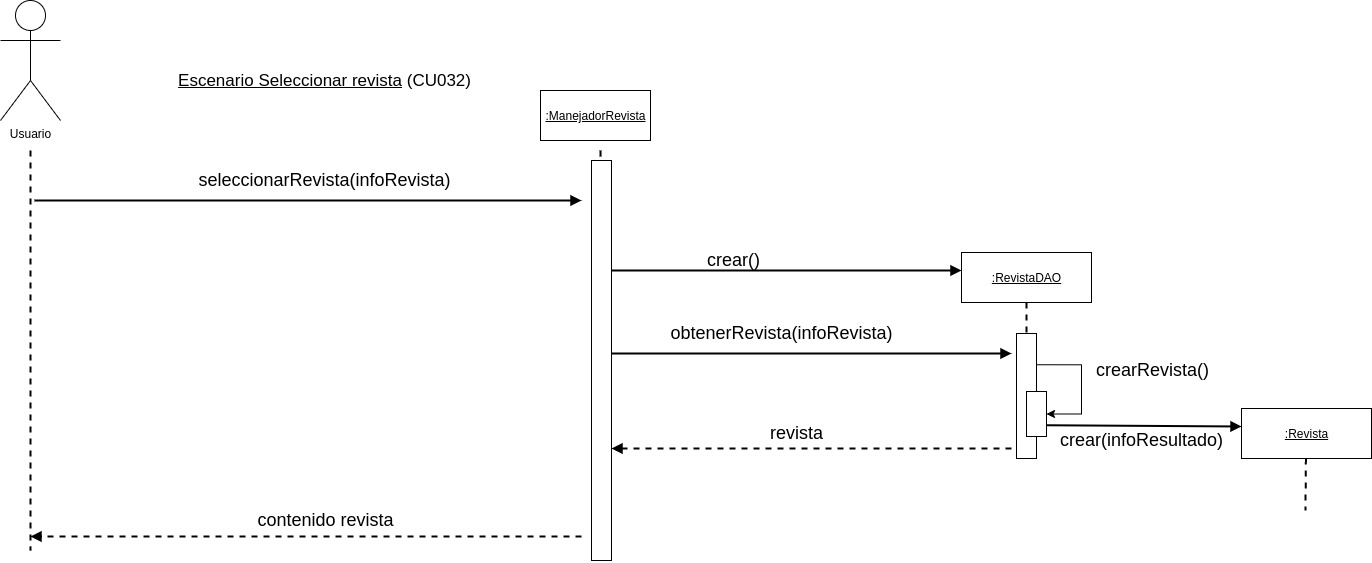 Escenario Seleccionar revista (CU032)
:ManejadorRevista
Usuario
seleccionarRevista(infoRevista)
crear()
:RevistaDAO
obtenerRevista(infoRevista)
crearRevista()
revista
crear(infoResultado)
:Revista
contenido revista